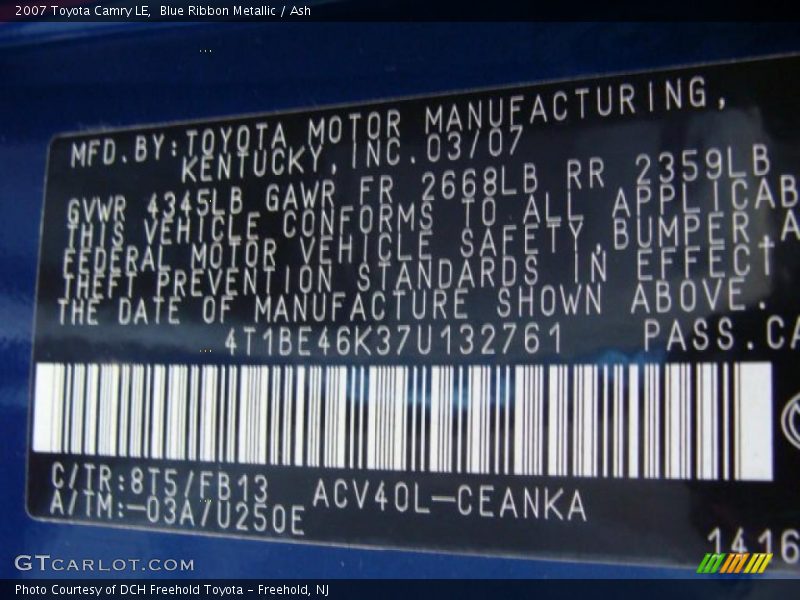 2007 Toyota Camry LE, Blue Ribbon Metallic / Ash
MFD.BY:TOYOTA MOTOR MANUFACTURING,
KENTUCKY,INC.03/07
GVWR 4345LB GAWR FR 2668LB RR 2359LB
THIS VEHICLE CONFORMS TO ALL APPLICAB
FEDERAL MOTOR VEHICLE SAFETY,BUMPER,A
THEFT PREVENTION STANDARDS IN EFFECT
THE DATE OF MANUFACTURE SHOWN ABOVE.
4T1BE46K37U132761 PASS.CA
C/TR:8T5/FB13 ACV40L-CEANKA
A/TM:-03A/U250E
1416
GTCARLOT.COM
Photo Courtesy of DCH Freehold Toyota - Freehold, NJ